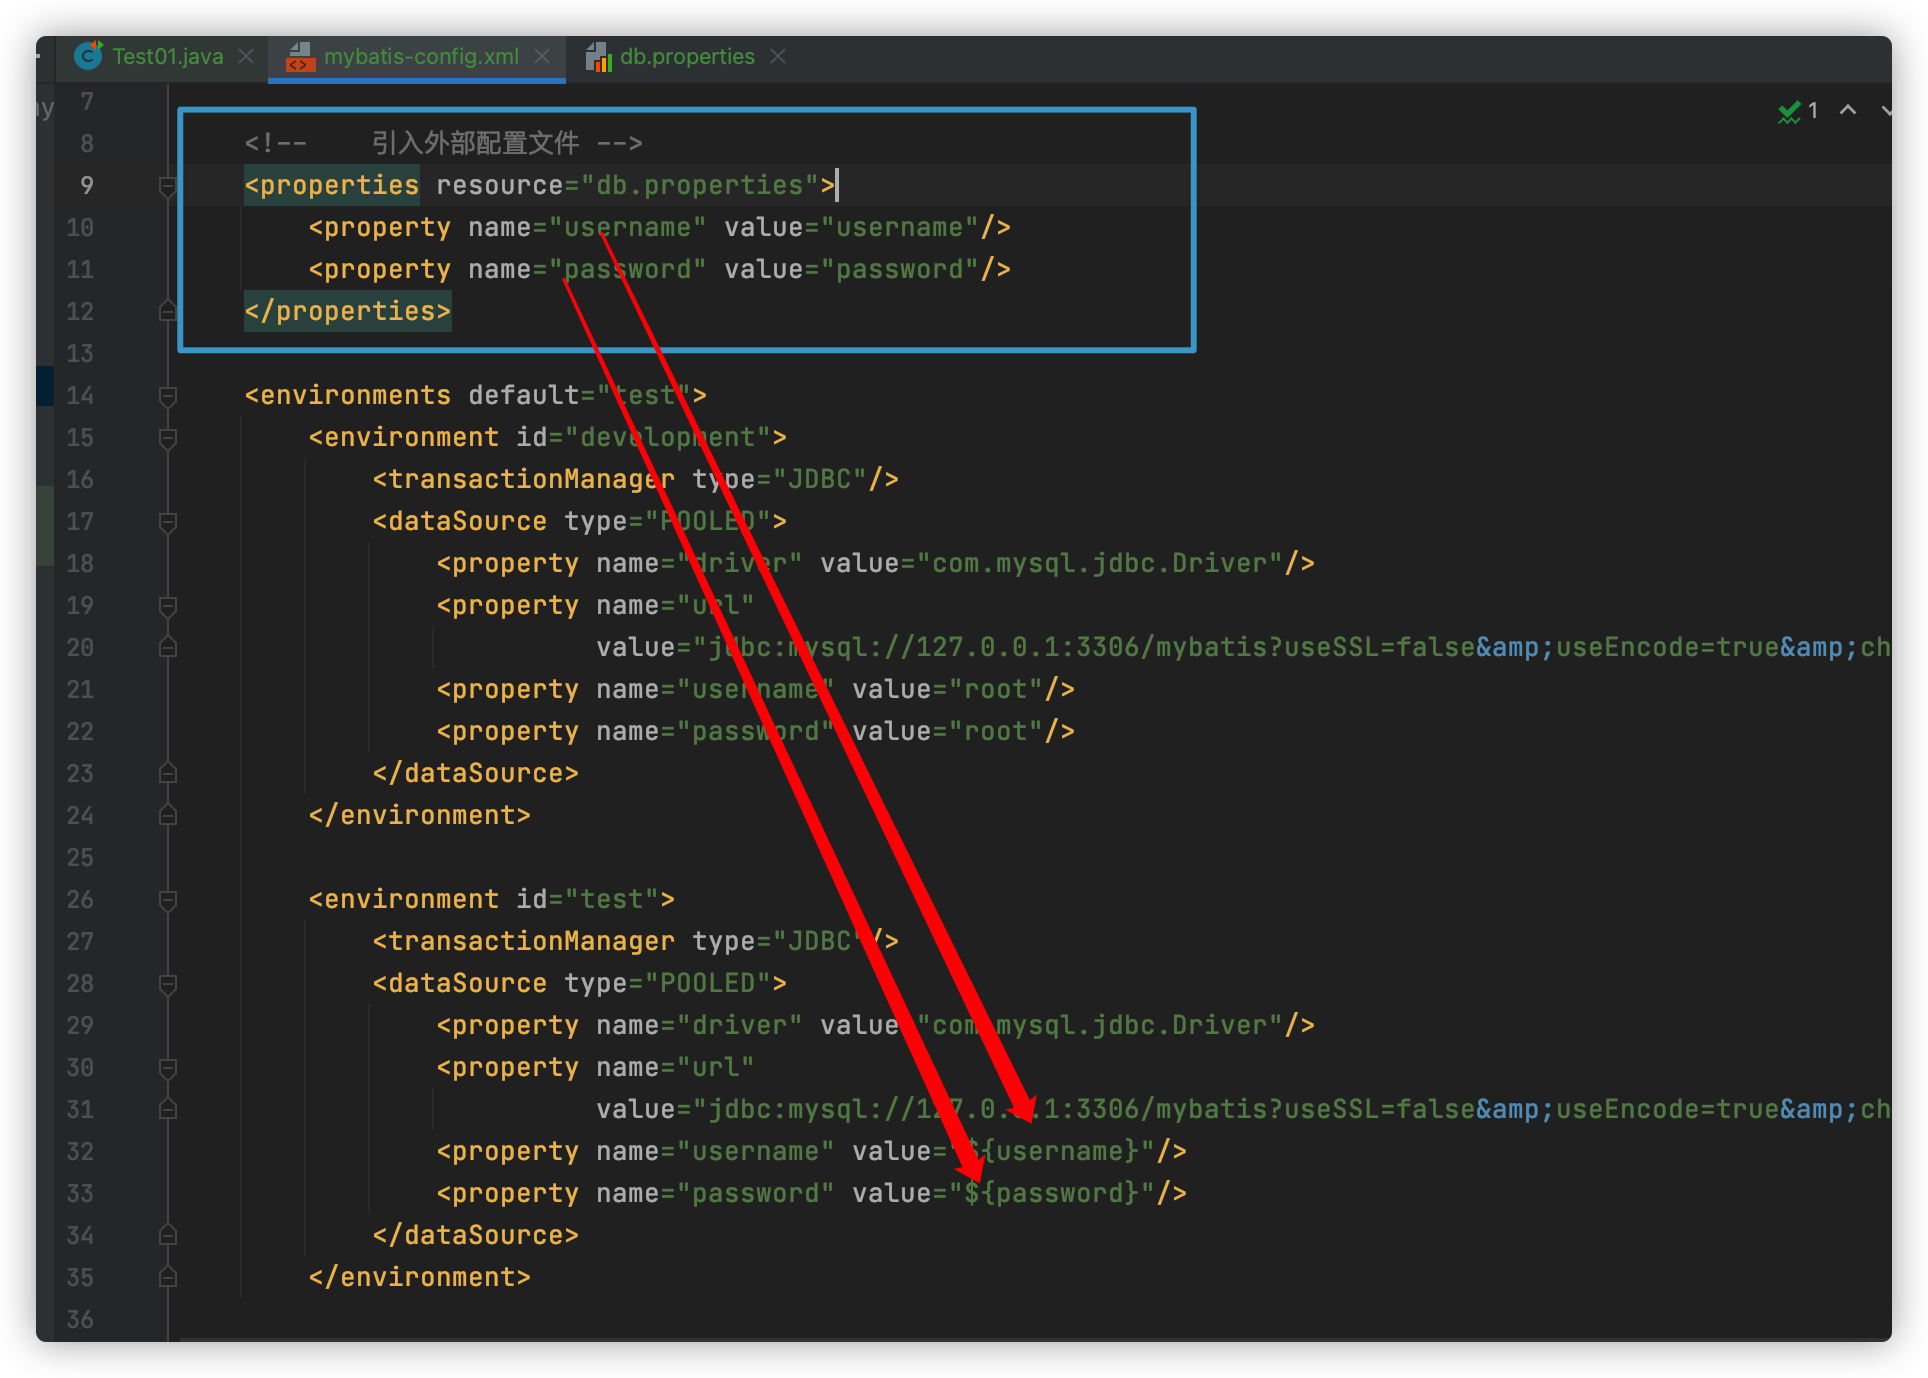 Test01.java mybatis-config.xml db.properties
7
8 <!-- 引入外部配置文件 -->
1
9 <properties resource="db.properties">
10 <property name="username" value="username"/>
11 <property name="password" value="password"/>
12 </properties>
13
14 <environments default="test">
15 <environment id="development">
16 <transactionManager type="JDBC"/>
17 <dataSource type="POOLED">
18 <property name="driver" value="com.mysql.jdbc.Driver"/>
19 <property name="url"
20 value="jdbc:mysql://127.0.0.1:3306/mybatis?useSSL=false&amp;useEncode=true&amp;ch
21 <property name="username" value="root"/>
22 <property name="password" value="root"/>
23 </dataSource>
24 </environment>
25
26 <environment id="test">
27 <transactionManager type="JDBC"/>
28 <dataSource type="POOLED">
29 <property name="driver" value="com.mysql.jdbc.Driver"/>
30 <property name="url"
31 value="jdbc:mysql://127.0.0.1:3306/mybatis?useSSL=false&amp;useEncode=true&amp;ch
32 <property name="username" value="${username}"/>
33 <property name="password" value="${password}"/>
34 </dataSource>
35 </environment>
36